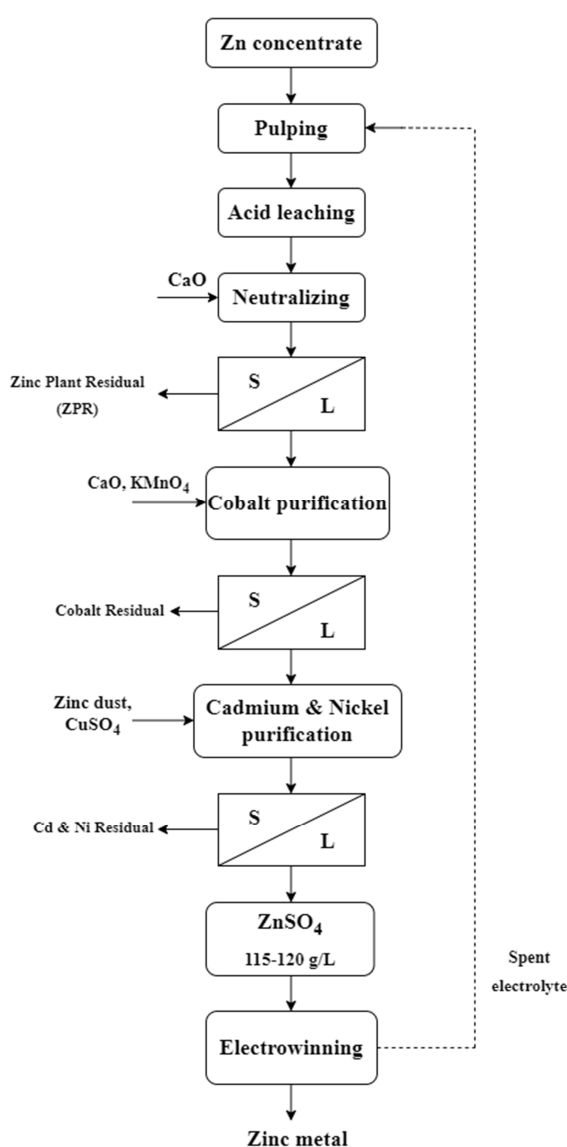 Zn concentrate
Pulping
Acid leaching
CaO
Neutralizing
Zinc Plant Residual
(ZPR)
S
L
CaO, KMnO4
Cobalt purification
Cobalt Residual
S
L
Zinc dust,
CuSO4
Cadmium & Nickel
purification
Cd & Ni Residual
S
L
ZnSO4
115-120 g/L
Spent
electrolyte
Electrowinning
Zinc metal